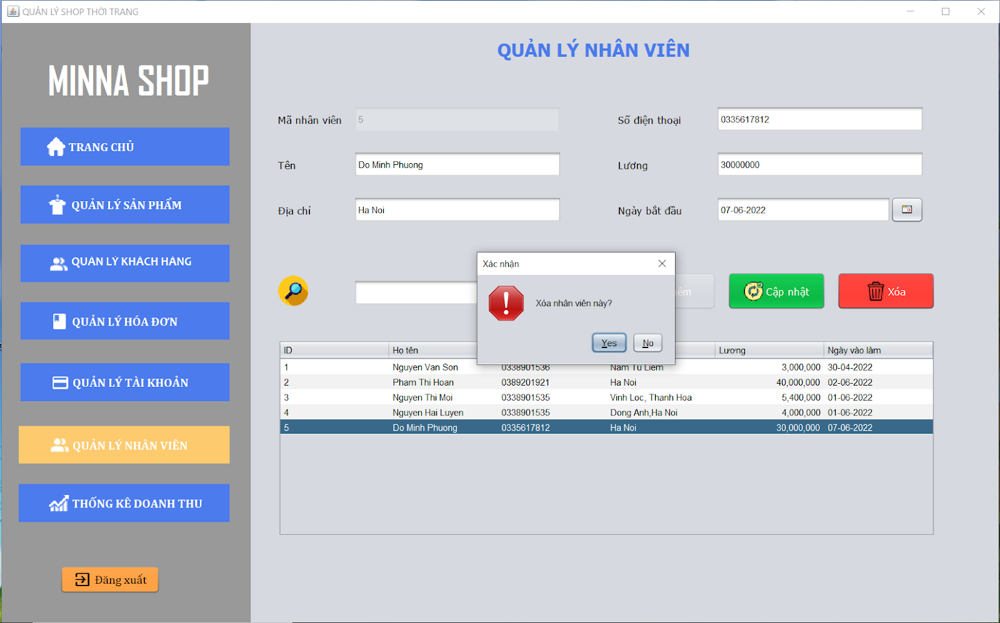 QUẢN LÝ SHOP THỜI TRANG
MINNA SHOP
TRANG CHỦ
QUẢN LÝ SẢN PHẨM
QUẢN LÝ KHÁCH HÀNG
QUẢN LÝ HÓA ĐƠN
QUẢN LÝ TÀI KHOẢN
QUẢN LÝ NHÂN VIÊN
THỐNG KÊ DOANH THU
Đăng xuất
QUẢN LÝ NHÂN VIÊN
Mã nhân viên 5 Số điện thoại 0335617812
Tên Do Minh Phuong Lương 30000000
Địa chỉ Ha Noi Ngày bắt đầu 07-06-2022
Cập nhật Xóa
Xác nhận
Xóa nhân viên này?
Yes No
ID Họ tên Lương Ngày vào làm
1 Nguyen Van Son 0338901536 Nam Tu Liem 3,000,000 30-04-2022
2 Pham Thi Hoan 0389201921 Ha Noi 40,000,000 02-06-2022
3 Nguyen Thi Moi 0338901535 Vinh Loc, Thanh Hoa 5,400,000 01-06-2022
4 Nguyen Hai Luyen 0338901535 Dong Anh,Ha Noi 4,000,000 01-06-2022
5 Do Minh Phuong 0335617812 Ha Noi 30,000,000 07-06-2022